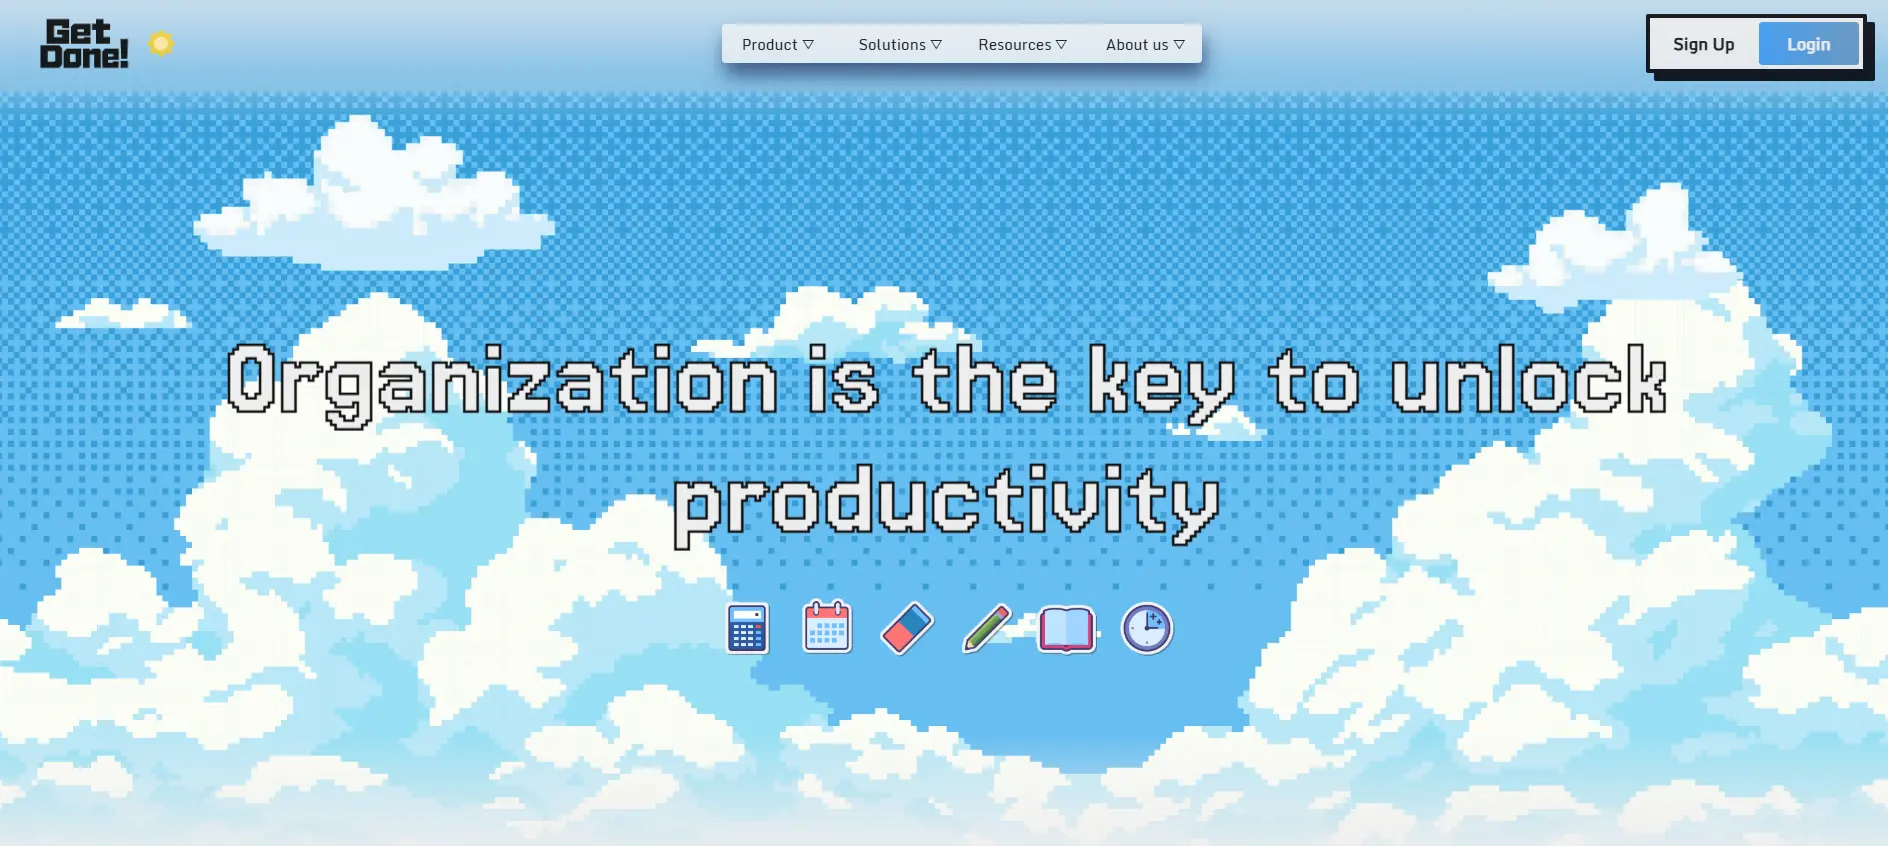 Get
Done!
Product ▽
Solutions ▽
Resources ▽
About us ▽
Sign Up
Login
Organization is the key to unlock
productivity